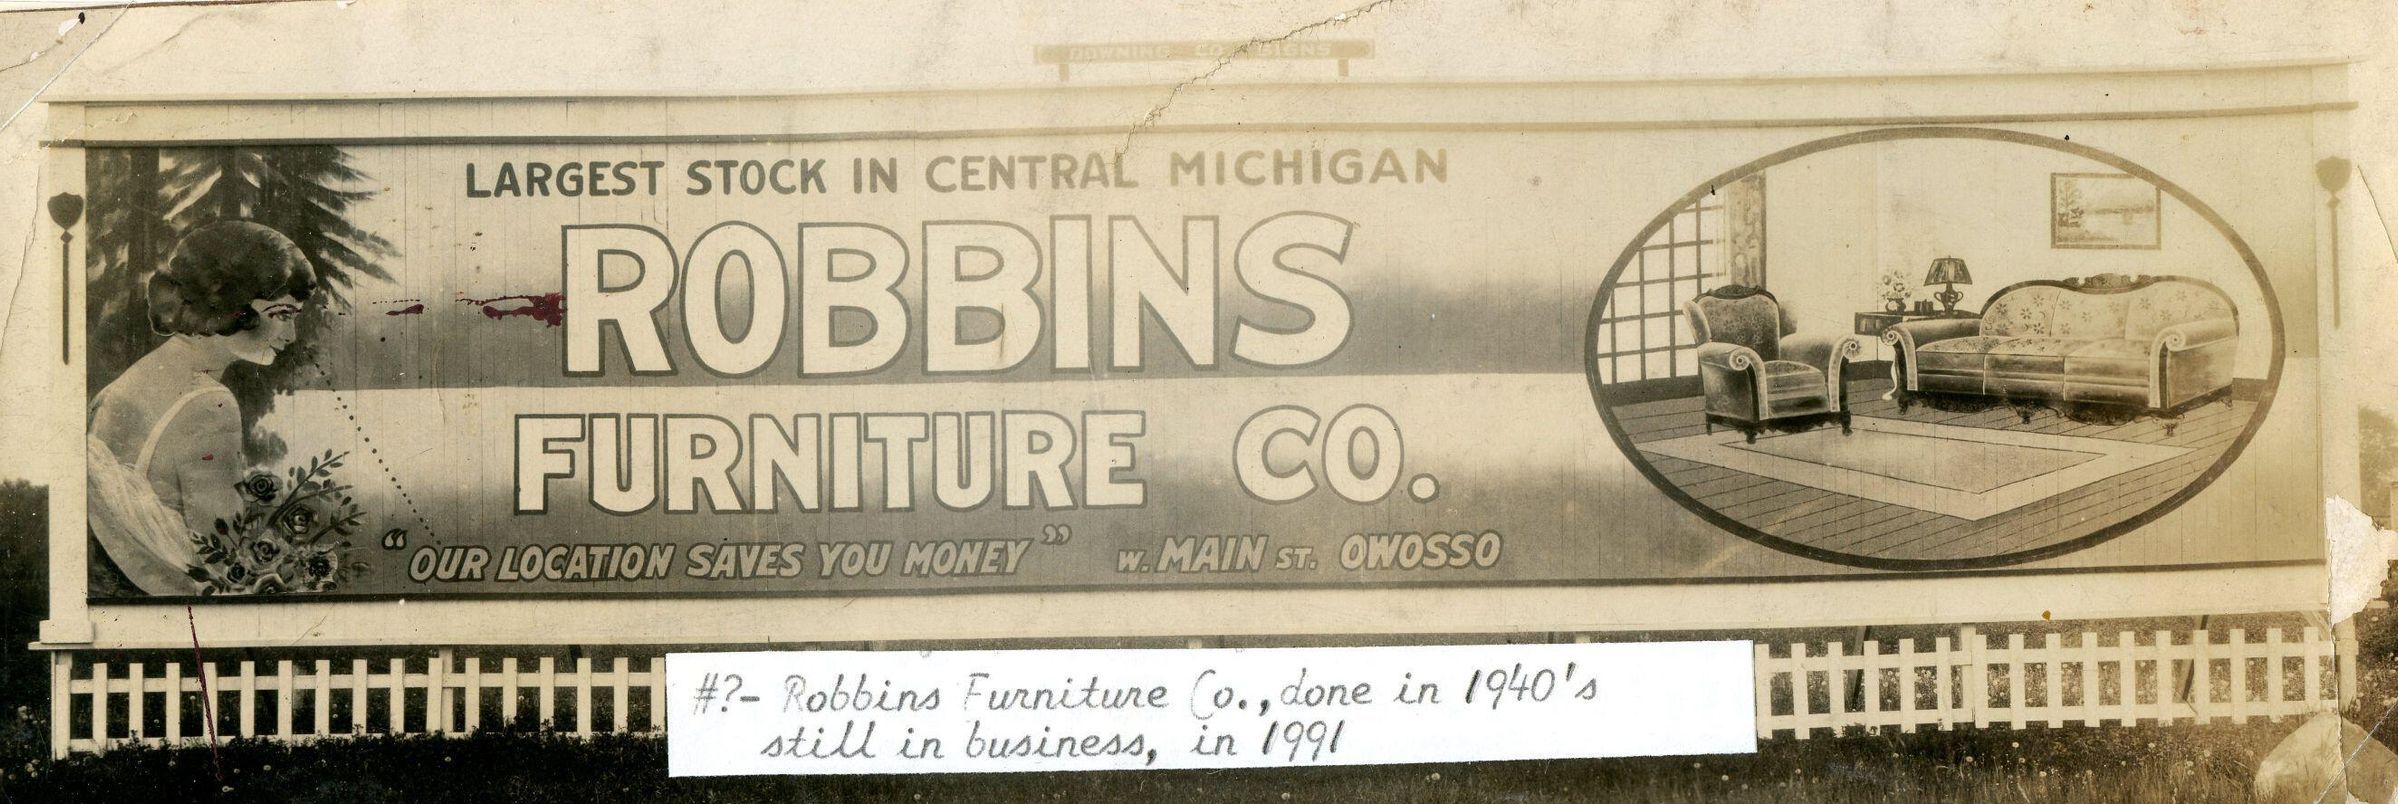 DOWNING CO SIGNS
LARGEST STOCK IN CENTRAL MICHIGAN
ROBBINS
FURNITURE CO.
"OUR LOCATION SAVES YOU MONEY" W. MAIN ST. OWOSSO
#?- Robbins Furniture Co., done in 1940's
still in business, in 1991